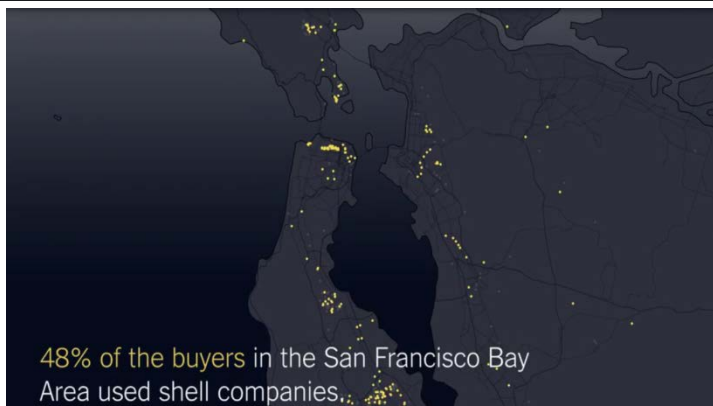 48% of the buyers in the San Francisco Bay
Area used shell companies.